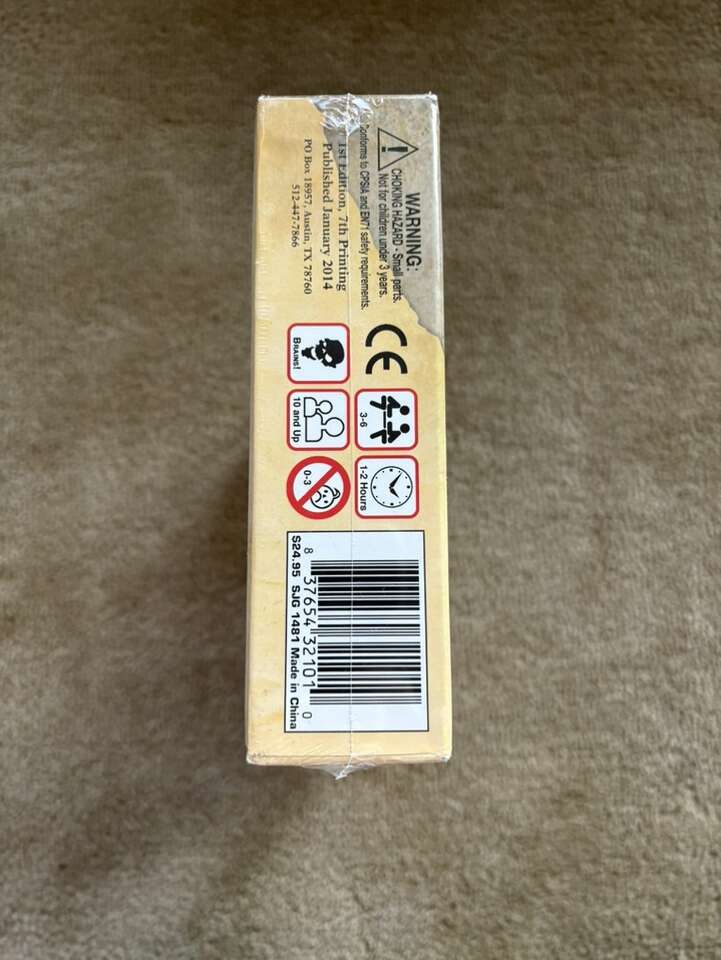 WARNING:
CHOKING HAZARD - Small parts.
Not for children under 3 years.
Conforms to CPSIA and EN71 safety requirements.
1st Edition, 7th Printing
Published January 2014
PO Box 18957, Austin, TX 78760
512-447-7866
CE
3-6
1-2 Hours
BRAINS!
10 and Up
0-3
8 37654 32101 0
$24.95 SJG 1481 Made in China